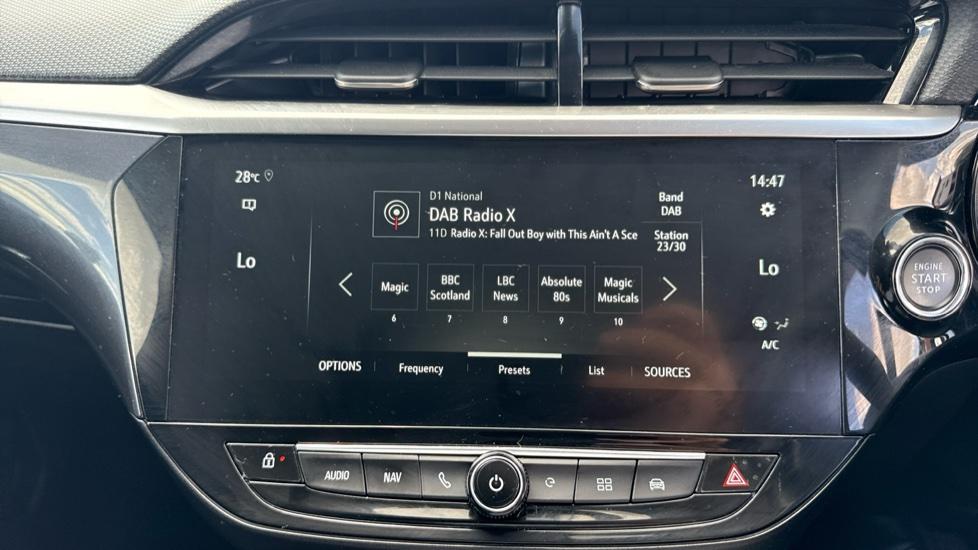 28°C
14:47
D1 National
DAB Radio X
11D Radio X: Fall Out Boy with This Ain't A Sce
Band
DAB
Station
23/30
Lo
Lo
Magic
BBC
Scotland
LBC
News
Absolute
80s
Magic
Musicals
6 7 8 9 10
A/C
OPTIONS Frequency Presets List SOURCES
ENGINE
START
STOP
AUDIO NAV